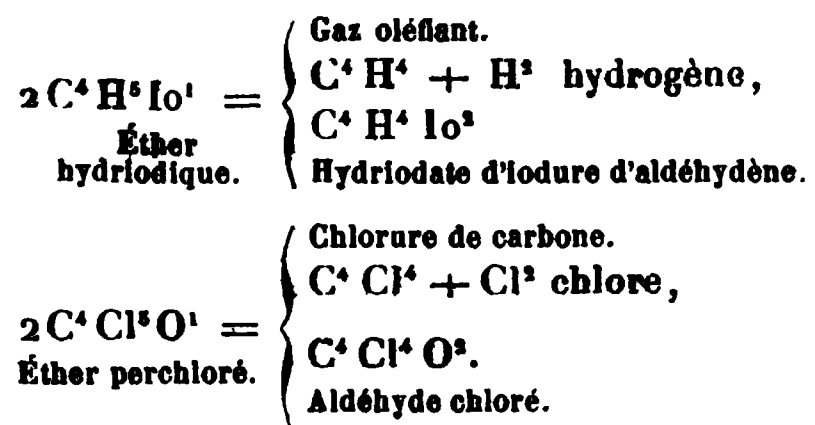 Gaz oléfiant.
2 C⁴ H⁵ Io¹ = { C⁴ H⁴ + H² hydrogène,
C⁴ H⁴ Io²
Éther
hydriodique.
Hydriodate d'iodure d'aldéhydène.
Chlorure de carbone.
2 C⁴ Cl⁵ O¹ = { C⁴ Cl⁴ + Cl² chlore,
C⁴ Cl⁴ O².
Éther perchloré.
Aldéhyde chloré.